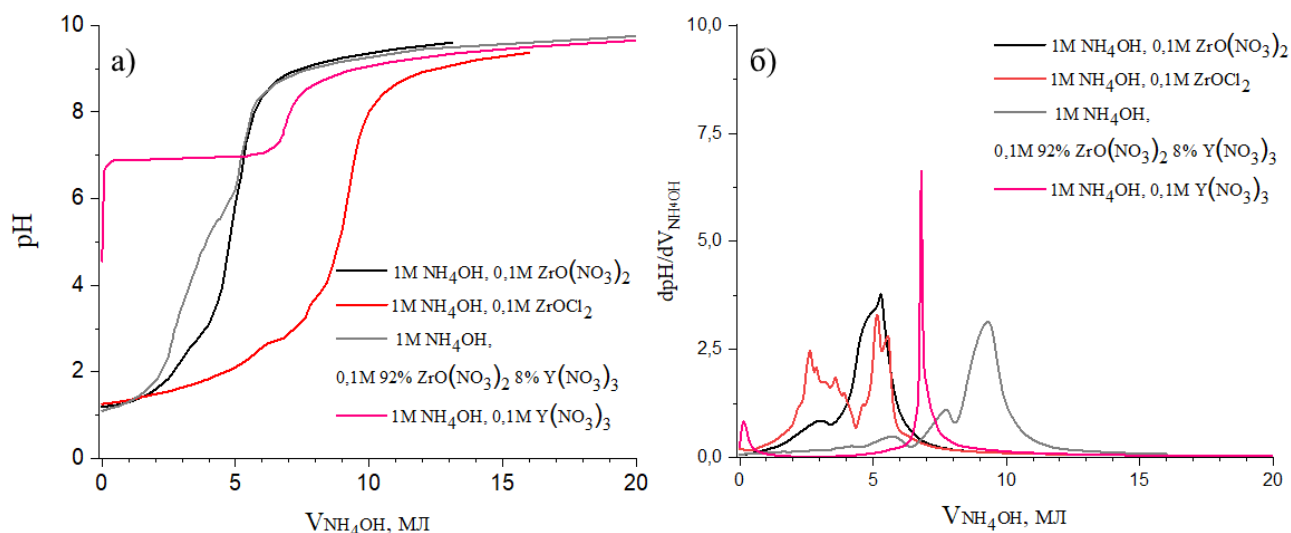 а)
10
8
6
4
2
0
pH
0
5
10
15
20
VNH4OH, МЛ
1M NH4OH, 0,1M ZrO(NO3)2
1M NH4OH, 0,1M ZrOCl2
1M NH4OH,
0,1M 92% ZrO(NO3)2 8% Y(NO3)3
1M NH4OH, 0,1M Y(NO3)3
б)
10,0
7,5
5,0
2,5
0,0
dpH/dVNH4OH
0
5
10
15
20
VNH4OH, МЛ
1M NH4OH, 0,1M ZrO(NO3)2
1M NH4OH, 0,1M ZrOCl2
1M NH4OH,
0,1M 92% ZrO(NO3)2 8% Y(NO3)3
1M NH4OH, 0,1M Y(NO3)3